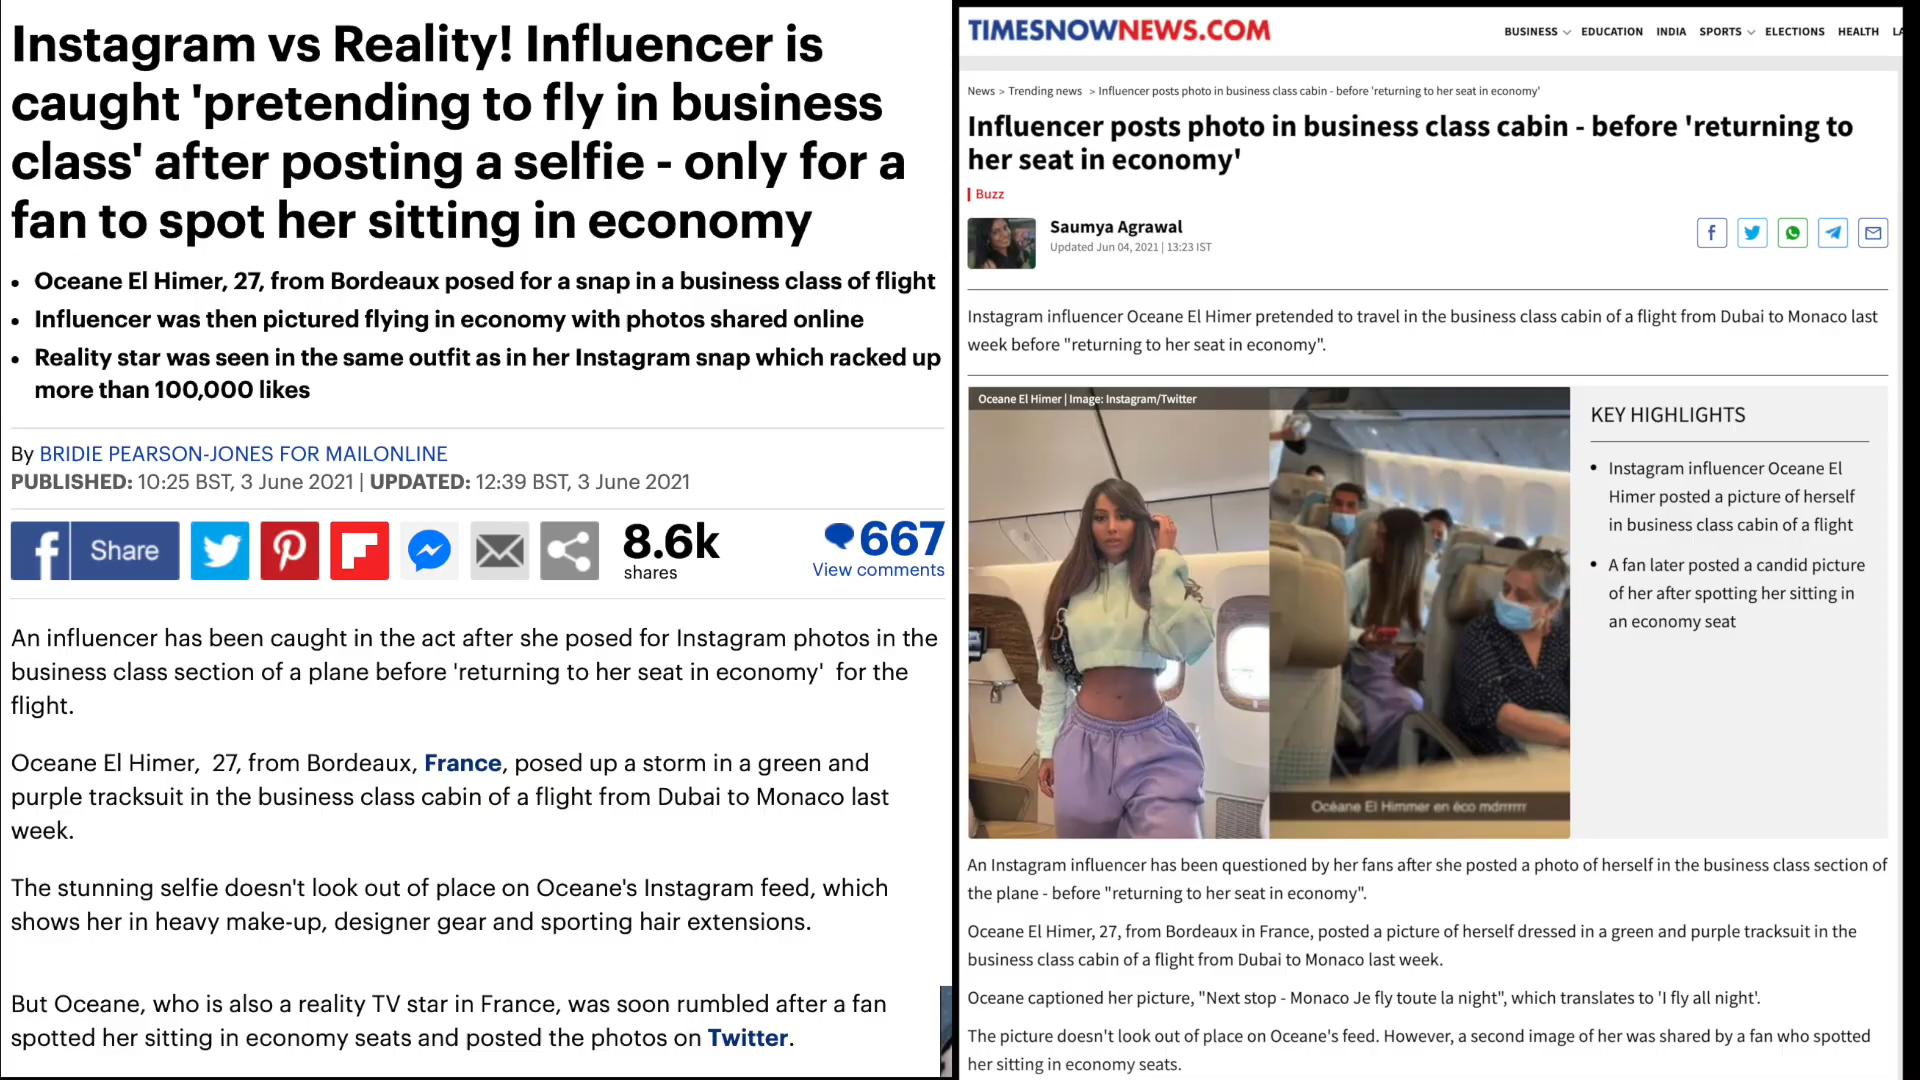 Instagram vs Reality! Influencer is
caught 'pretending to fly in business
class' after posting a selfie - only for a
fan to spot her sitting in economy
• Oceane El Himer, 27, from Bordeaux posed for a snap in a business class of flight
• Influencer was then pictured flying in economy with photos shared online
• Reality star was seen in the same outfit as in her Instagram snap which racked up
more than 100,000 likes
By BRIDIE PEARSON-JONES FOR MAILONLINE
PUBLISHED: 10:25 BST, 3 June 2021 | UPDATED: 12:39 BST, 3 June 2021
Share
8.6k
shares
667
View comments
An influencer has been caught in the act after she posed for Instagram photos in the
business class section of a plane before 'returning to her seat in economy' for the
flight.
Oceane El Himer, 27, from Bordeaux, France, posed up a storm in a green and
purple tracksuit in the business class cabin of a flight from Dubai to Monaco last
week.
The stunning selfie doesn't look out of place on Oceane's Instagram feed, which
shows her in heavy make-up, designer gear and sporting hair extensions.
But Oceane, who is also a reality TV star in France, was soon rumbled after a fan
spotted her sitting in economy seats and posted the photos on Twitter.
TIMESNOWNEWS.COM
BUSINESS EDUCATION INDIA SPORTS ELECTIONS HEALTH LA
News > Trending news > Influencer posts photo in business class cabin - before 'returning to her seat in economy'
Influencer posts photo in business class cabin - before 'returning to
her seat in economy'
Buzz
Saumya Agrawal
Updated Jun 04, 2021 | 13:23 IST
Instagram influencer Oceane El Himer pretended to travel in the business class cabin of a flight from Dubai to Monaco last
week before "returning to her seat in economy".
Oceane El Himer | Image: Instagram/Twitter
Océane El Himmer en éco mdrrrrrr
KEY HIGHLIGHTS
• Instagram influencer Oceane El
Himer posted a picture of herself
in business class cabin of a flight
• A fan later posted a candid picture
of her after spotting her sitting in
an economy seat
An Instagram influencer has been questioned by her fans after she posted a photo of herself in the business class section of
the plane - before "returning to her seat in economy".
Oceane El Himer, 27, from Bordeaux in France, posted a picture of herself dressed in a green and purple tracksuit in the
business class cabin of a flight from Dubai to Monaco last week.
Oceane captioned her picture, "Next stop - Monaco Je fly toute la night", which translates to 'I fly all night'.
The picture doesn't look out of place on Oceane's feed. However, a second image of her was shared by a fan who spotted
her sitting in economy seats.